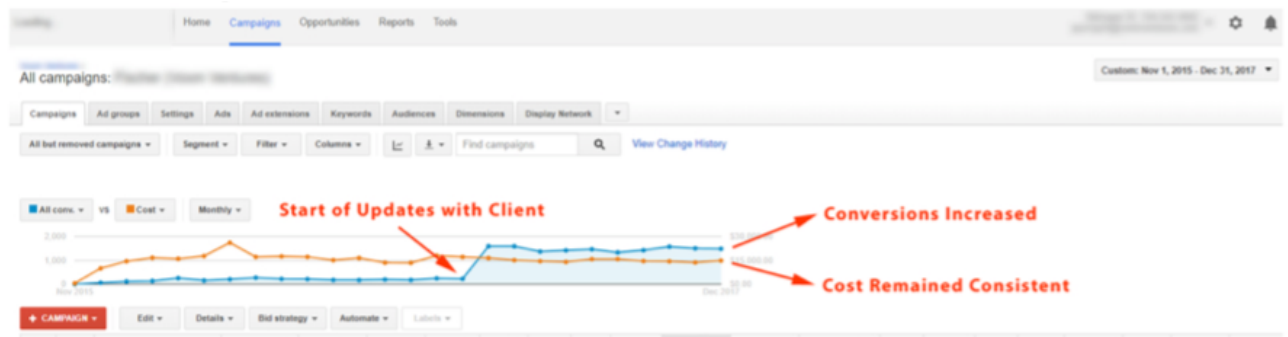 Loading...
Home Campaigns Opportunities Reports Tools
All campaigns:
Custom: Nov 1, 2015 - Dec 31, 2017
Campaigns Ad groups Settings Ads Ad extensions Keywords Audiences Dimensions Display Network
All but removed campaigns Segment Filter Columns Find campaigns View Change History
All conv. VS Cost Monthly
Start of Updates with Client
Conversions Increased
2,000
1,000
0
$0.00
Nov 2015 Dec 2017
Cost Remained Consistent
+ CAMPAIGN Edit Details Bid strategy Automate Labels